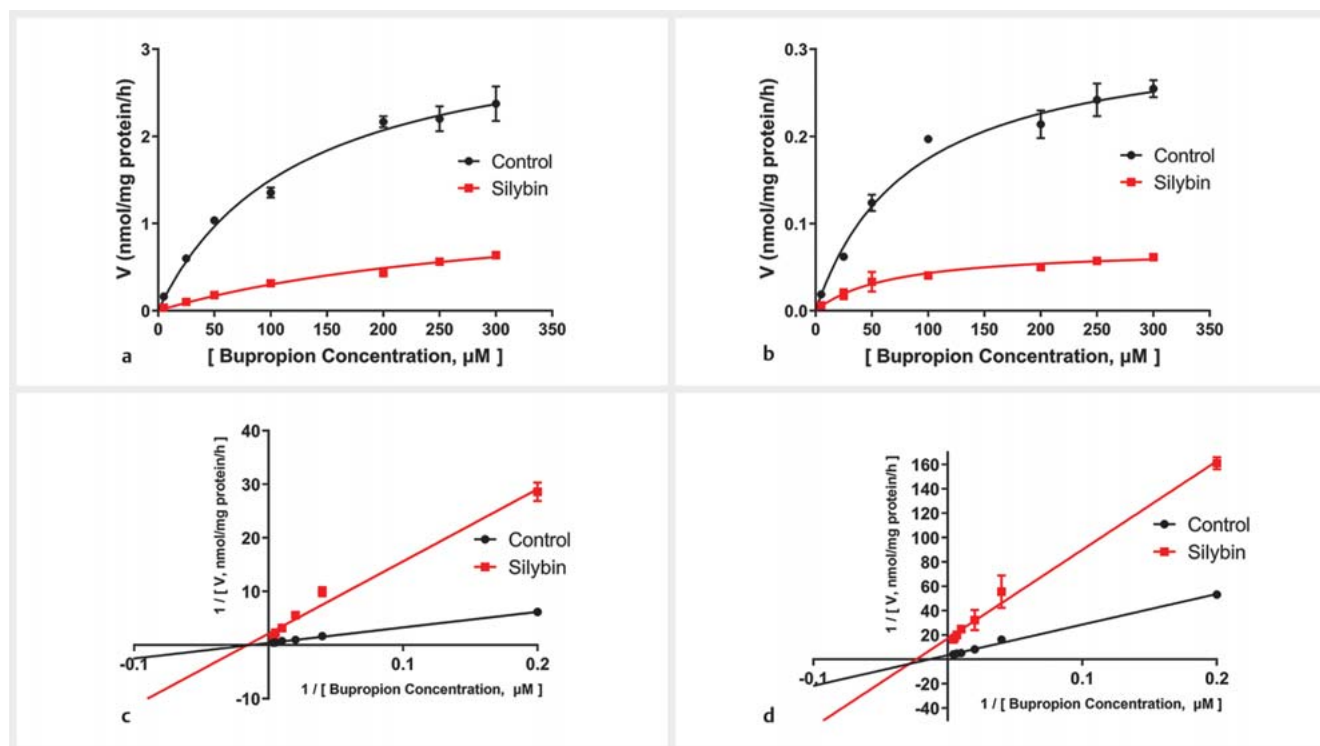 V (nmol/mg protein/h)
3
2
1
0
0 50 100 150 200 250 300 350
[ Bupropion Concentration, µM ]
Control
Silybin
a
V (nmol/mg protein/h)
0.3
0.2
0.1
0.0
0 50 100 150 200 250 300 350
[ Bupropion Concentration, µM ]
Control
Silybin
b
1 / [ V, nmol/mg protein/h ]
40
30
20
10
-10
-0.1 0.1 0.2
1 / [ Bupropion Concentration, µM ]
Control
Silybin
c
1 / [ V, nmol/mg protein/h ]
160
140
120
100
80
60
40
20
-20
-40
-0.1 0.1 0.2
1 / [ Bupropion Concentration, µM ]
Control
Silybin
d